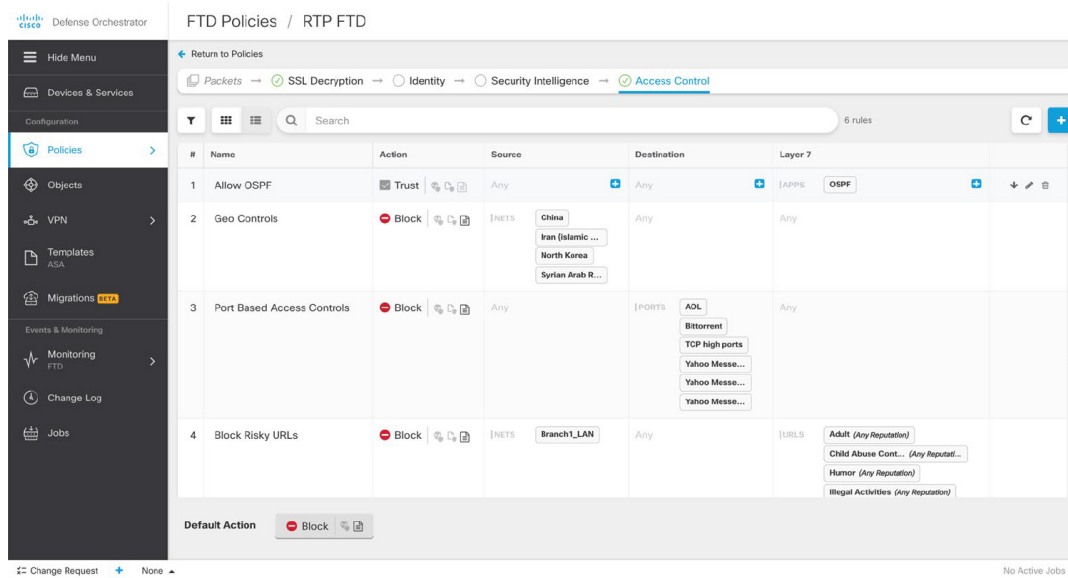 cisco Defense Orchestrator
FTD Policies / RTP FTD
Hide Menu
Devices & Services
Configuration
Policies
Objects
VPN
Templates
ASA
Migrations BETA
Events & Monitoring
Monitoring
FTD
Change Log
Jobs
Return to Policies
Packets → SSL Decryption → Identity → Security Intelligence → Access Control
Search
6 rules
# Name Action Source Destination Layer 7
1 Allow OSPF Trust Any Any APPS OSPF
2 Geo Controls Block NETS China Any Any
Iran (islamic ...
North Korea
Syrian Arab R...
3 Port Based Access Controls Block Any PORTS AOL Any
Bittorrent
TCP high ports
Yahoo Messe...
Yahoo Messe...
Yahoo Messe...
4 Block Risky URLs Block NETS Branch1_LAN Any URLS Adult (Any Reputation)
Child Abuse Cont... (Any Reputati...
Humor (Any Reputation)
Illegal Activities (Any Reputation)
Default Action Block
Change Request + None
No Active Jobs